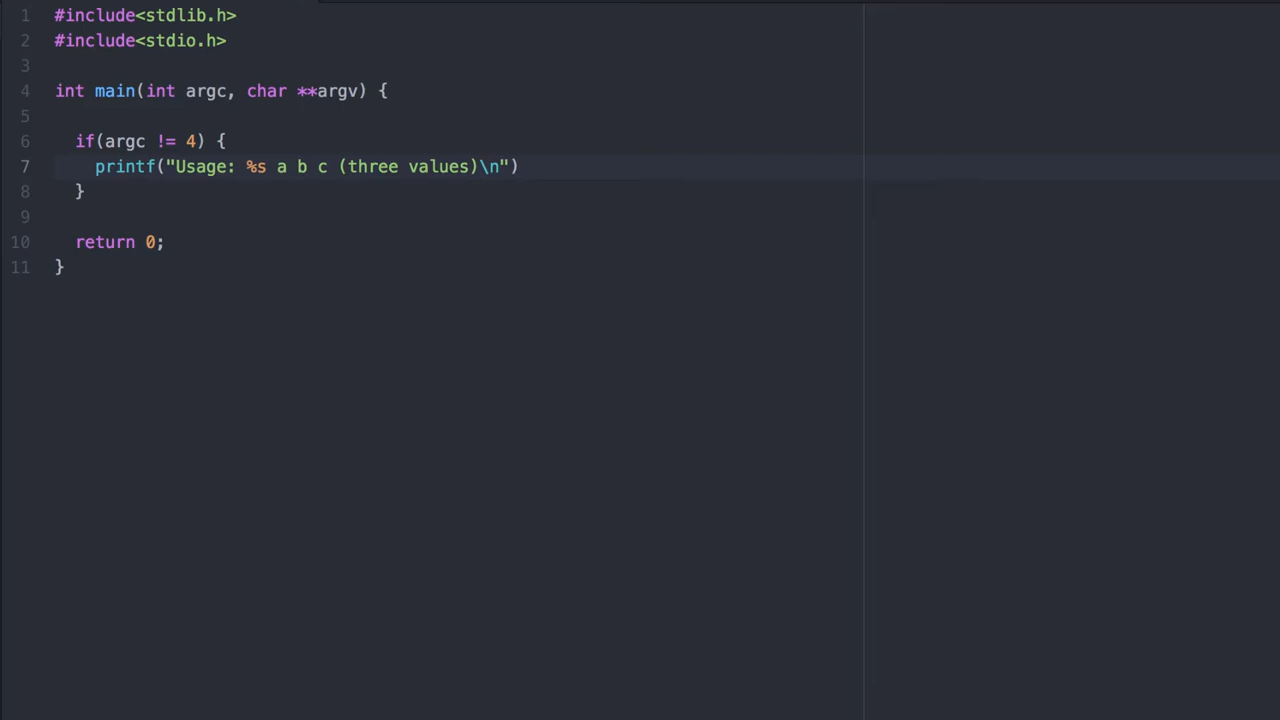 1 #include<stdlib.h>
2 #include<stdio.h>
3
4 int main(int argc, char **argv) {
5
6 if(argc != 4) {
7 printf("Usage: %s a b c (three values)\n")
8 }
9
10 return 0;
11 }